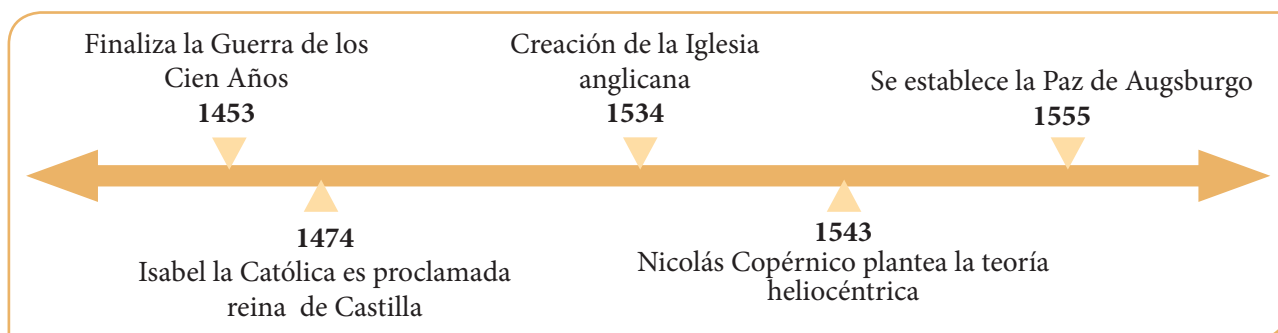 Finaliza la Guerra de los
Cien Años
1453
Creación de la Iglesia
anglicana
1534
Se establece la Paz de Augsburgo
1555
1474
Isabel la Católica es proclamada
reina de Castilla
1543
Nicolás Copérnico plantea la teoría
heliocéntrica